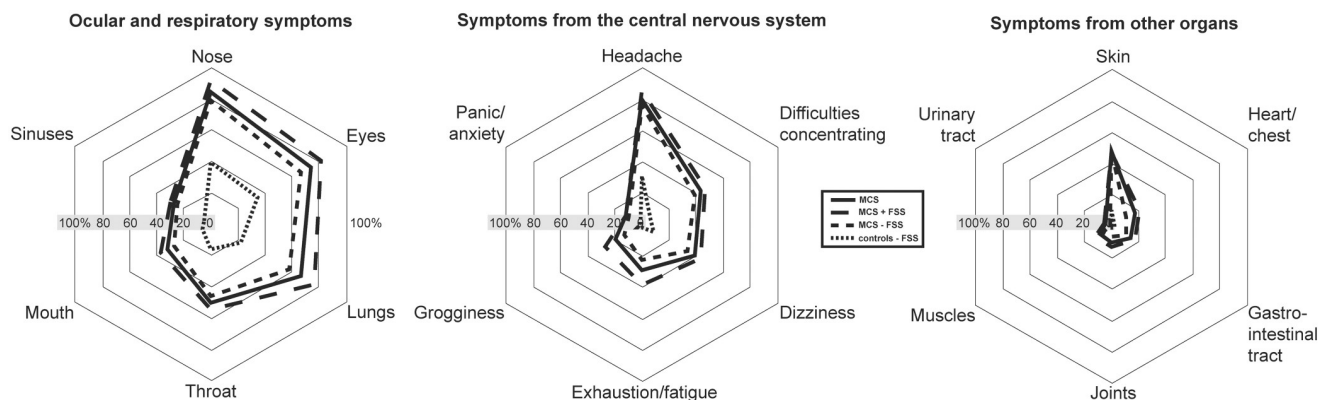 Ocular and respiratory symptoms
Nose
Eyes
Lungs
Throat
Mouth
Sinuses
100% 80 60 40 20 0
100%
Symptoms from the central nervous system
Headache
Difficulties
concentrating
Dizziness
Exhaustion/fatigue
Grogginess
Panic/
anxiety
100% 80 60 40 20 0
MCS
MCS + FSS
MCS - FSS
controls - FSS
Symptoms from other organs
Skin
Heart/
chest
Gastro-
intestinal
tract
Joints
Muscles
Urinary
tract
100% 80 60 40 20